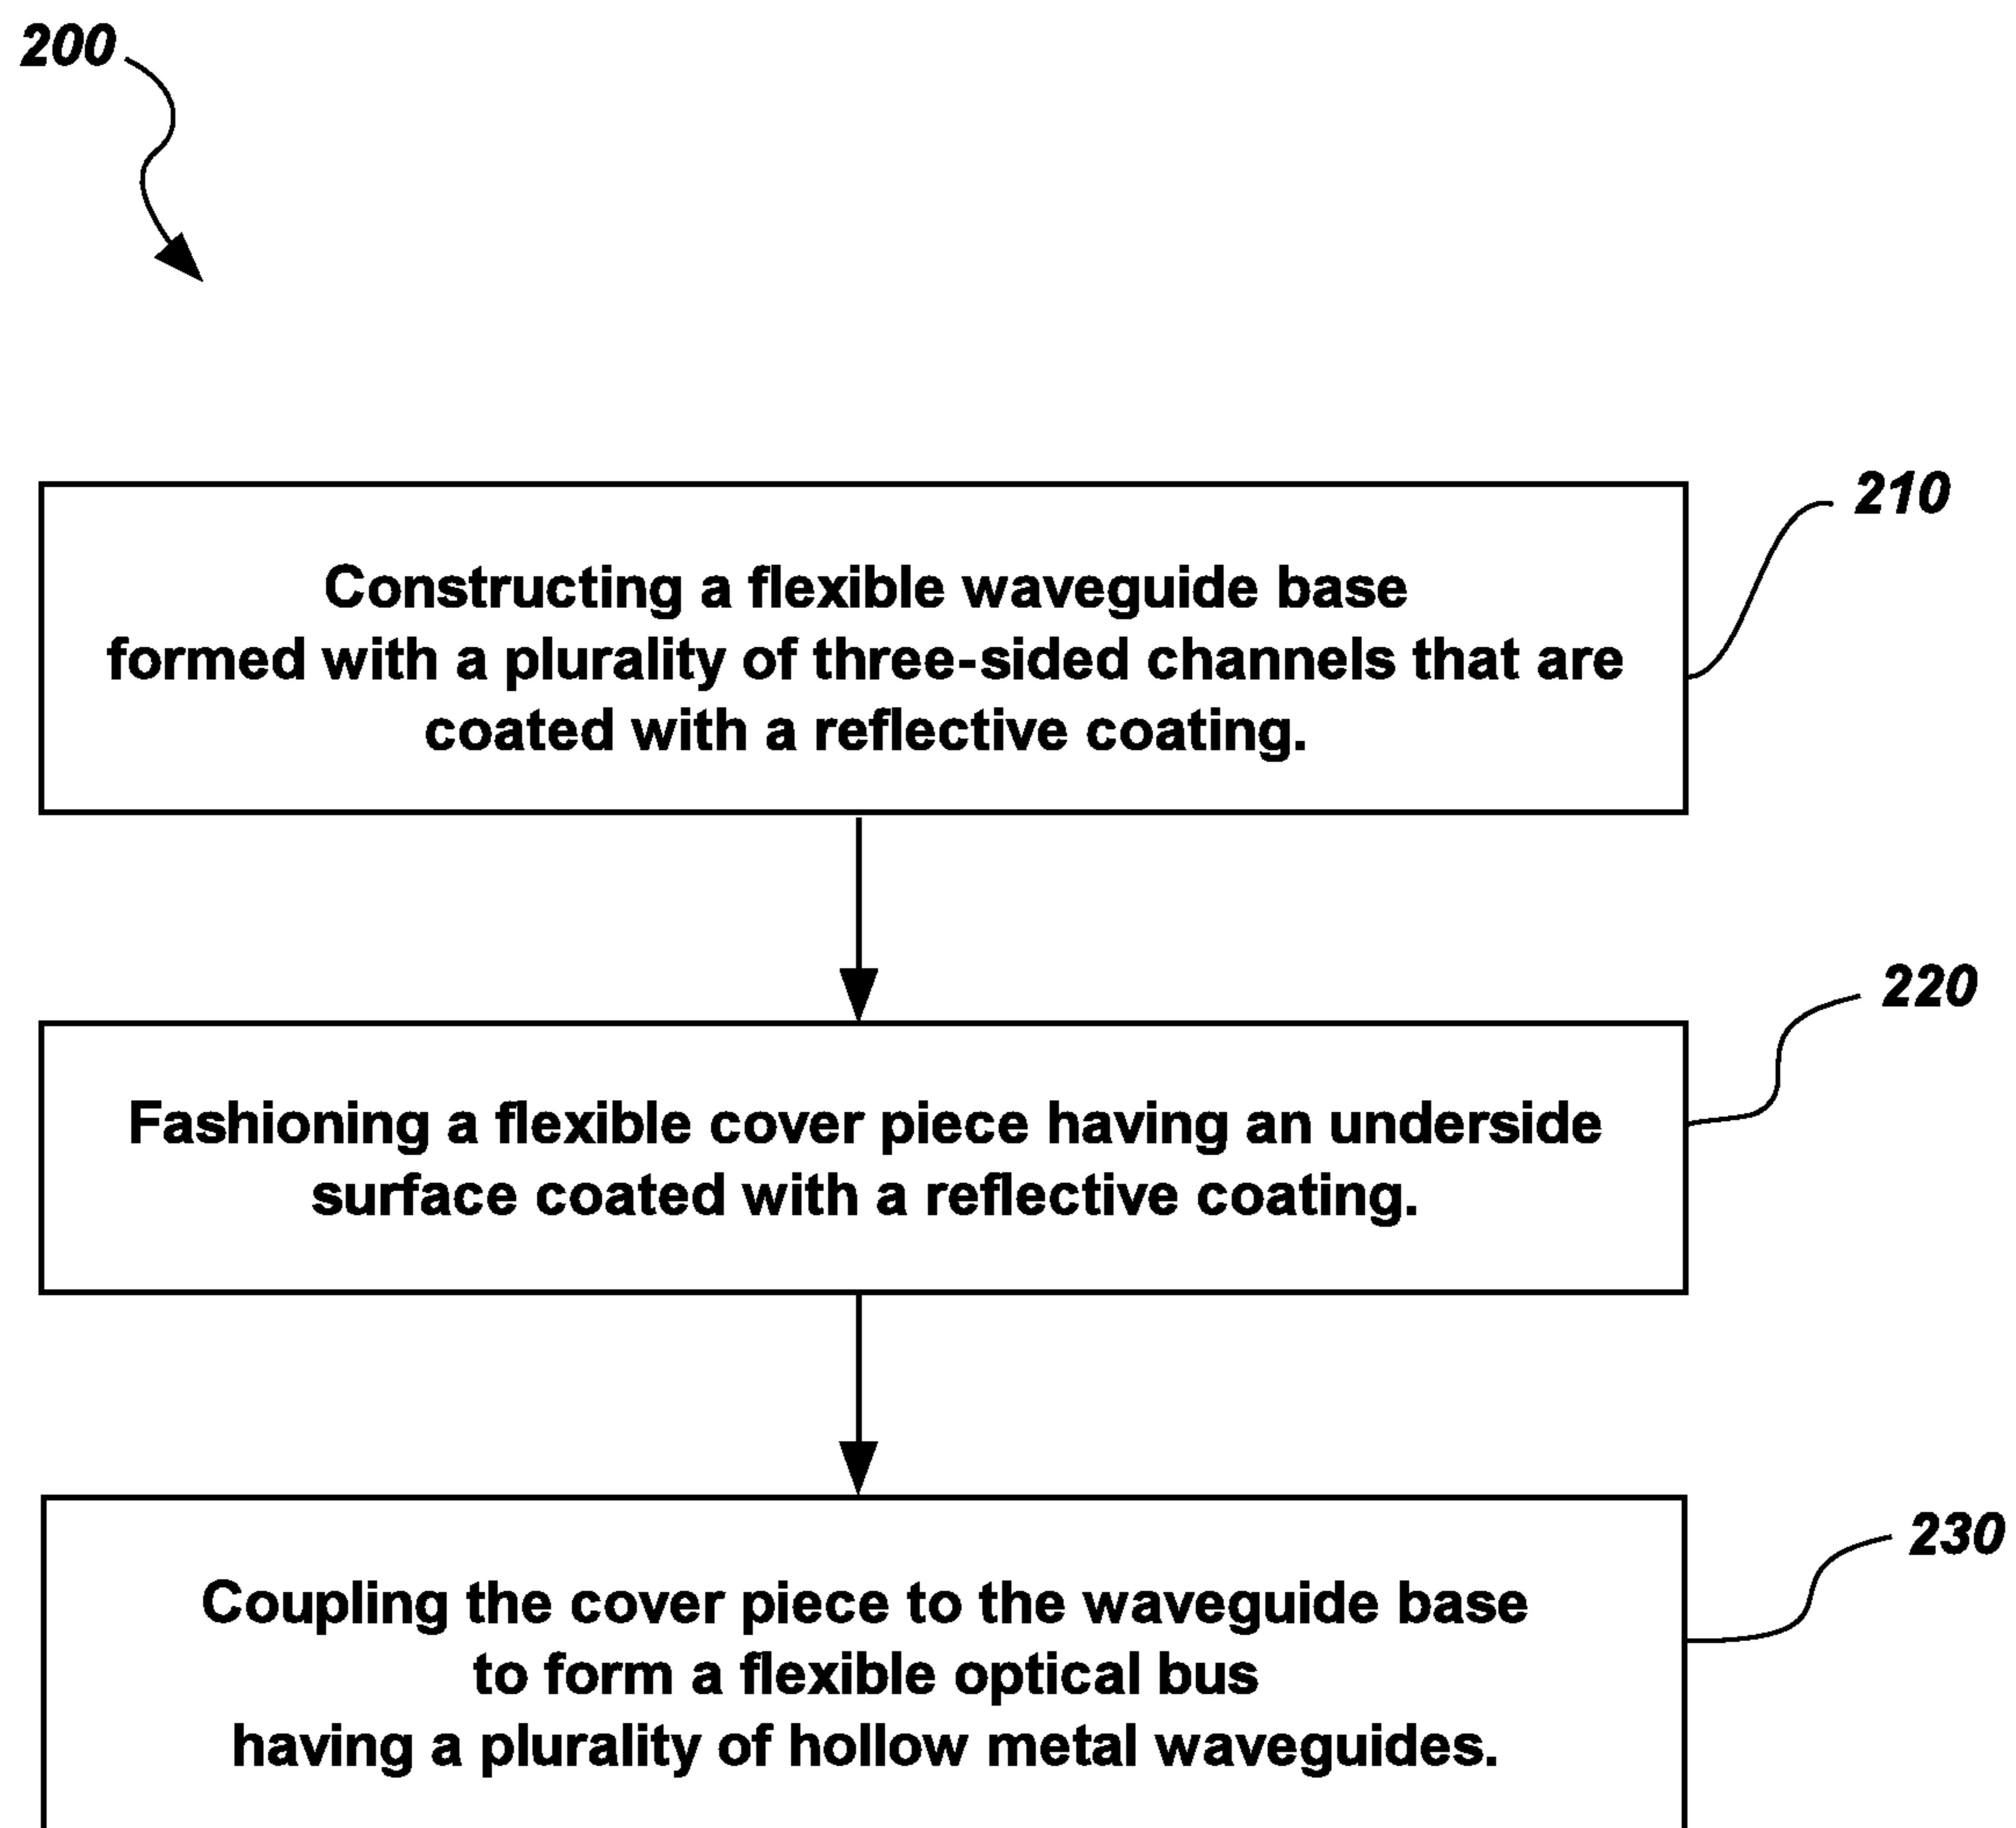 200
210
Constructing a flexible waveguide base
formed with a plurality of three-sided channels that are
coated with a reflective coating.
220
Fashioning a flexible cover piece having an underside
surface coated with a reflective coating.
230
Coupling the cover piece to the waveguide base
to form a flexible optical bus
having a plurality of hollow metal waveguides.